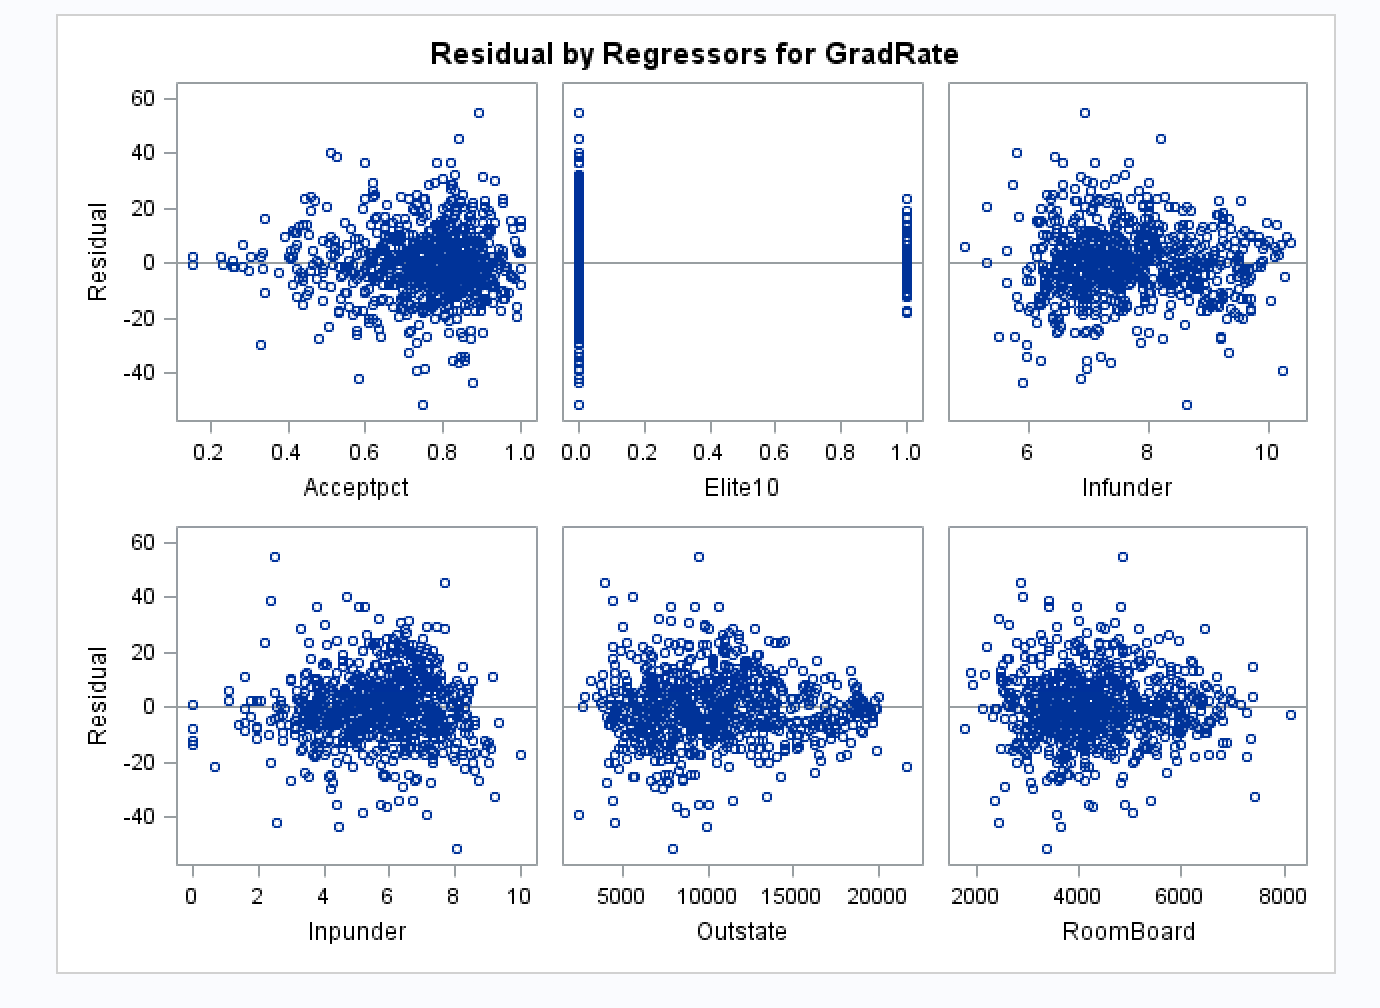 Residual by Regressors for GradRate
Residual
60
40
20
0
-20
-40
0.2 0.4 0.6 0.8 1.0
Acceptpct
0.0 0.2 0.4 0.6 0.8 1.0
Elite10
6 8 10
lnfunder
Residual
60
40
20
0
-20
-40
0 2 4 6 8 10
lnpunder
5000 10000 15000 20000
Outstate
2000 4000 6000 8000
RoomBoard